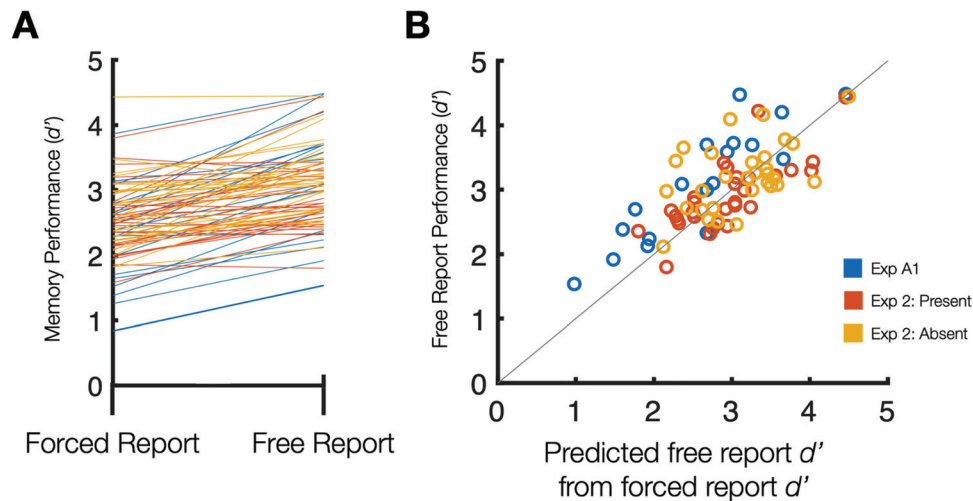 A
Memory Performance (d’)
5
4
3
2
1
0
Forced Report
Free Report
B
Free Report Performance (d’)
5
4
3
2
1
0
0
1
2
3
4
5
Exp A1
Exp 2: Present
Exp 2: Absent
Predicted free report d’
from forced report d’